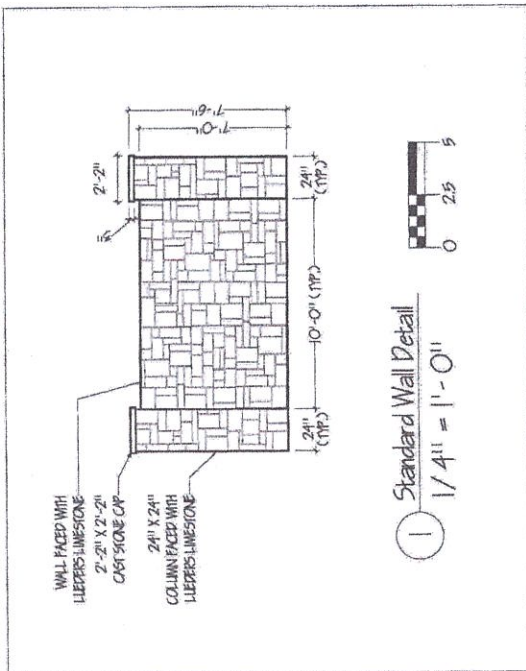 WALL FACED WITH
LUEDERS LIMESTONE
2'-2" X 2'-2"
CAST STONE CAP
24" X 24"
COLUMN FACED WITH
LUEDERS LIMESTONE
2'-2"
7'-0"
7'-6"
24"
(TYP.)
10'-0" (TYP.)
24"
(TYP.)
1
Standard Wall Detail
1/4" = 1'-0"
0 2.5 5